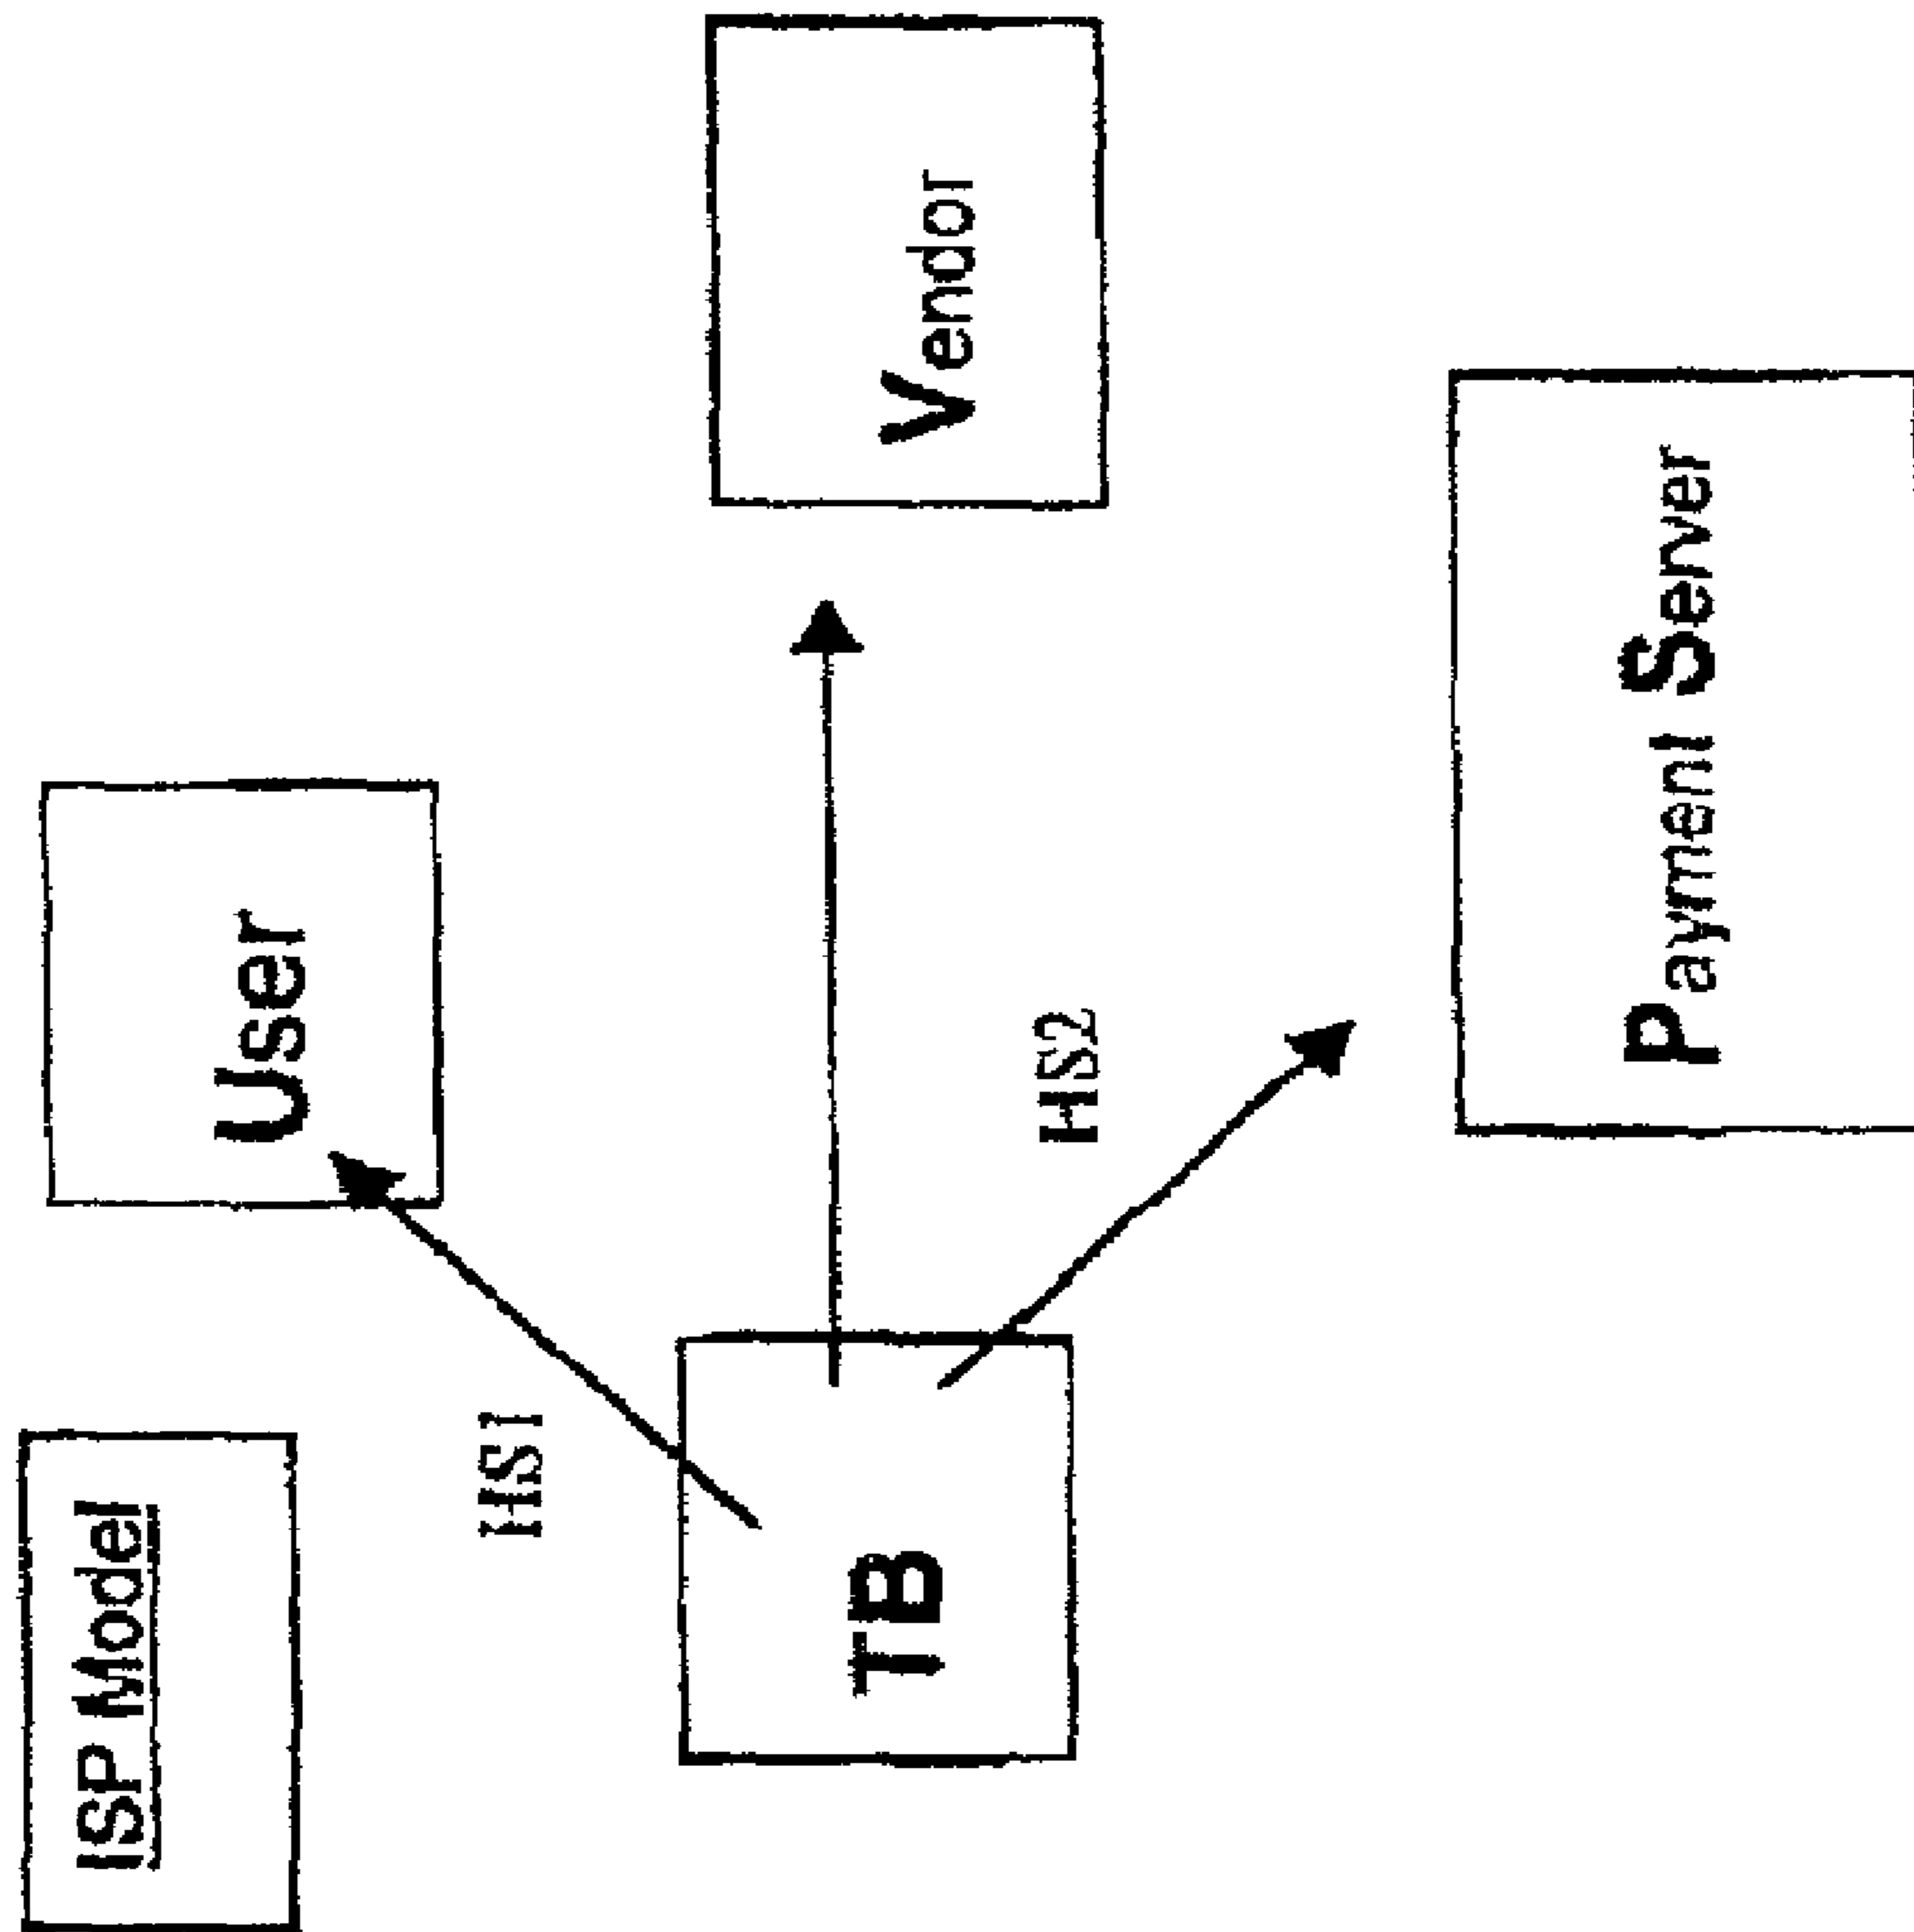 ISP Model
User
HS1
TB
Vendor
HS2
Payment Server